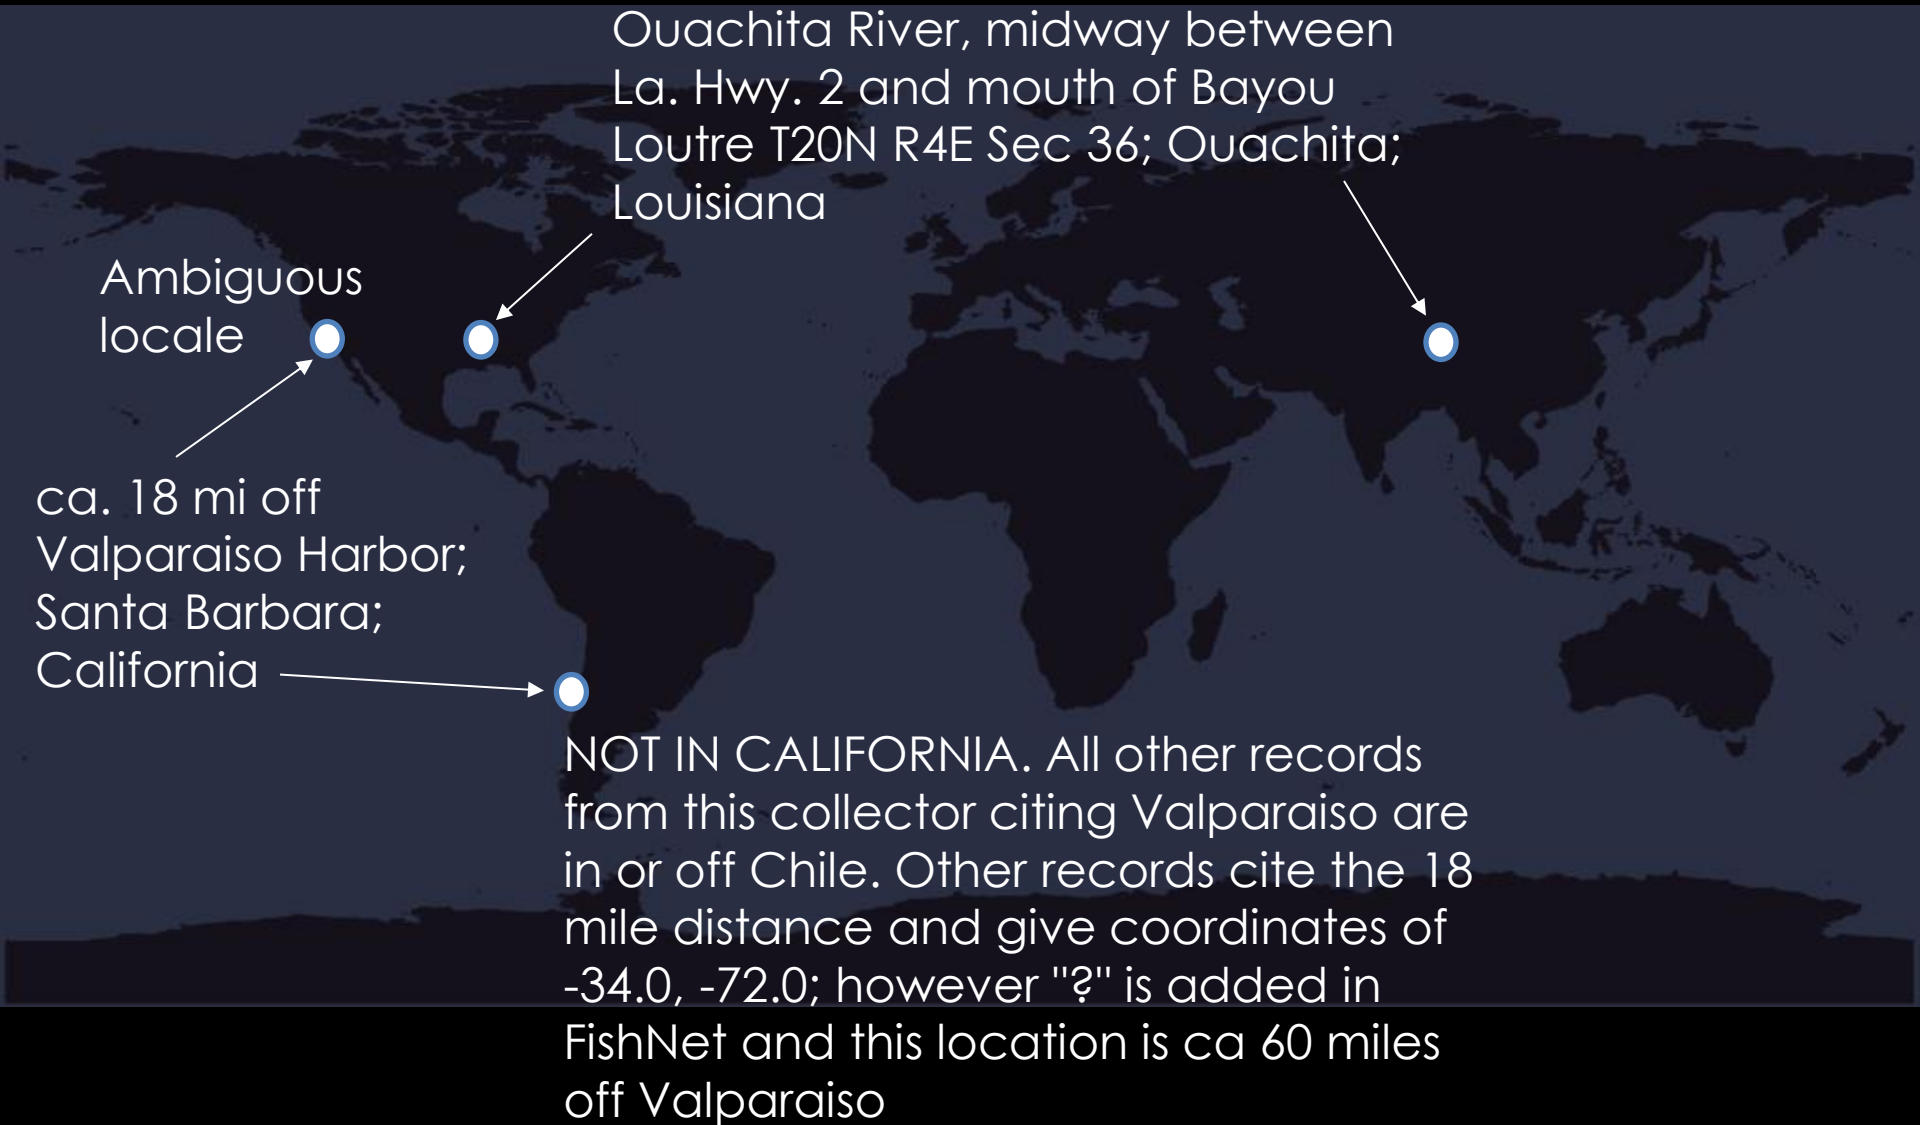 Ouachita River, midway between
La. Hwy. 2 and mouth of Bayou
Loutre T20N R4E Sec 36; Ouachita;
Louisiana
Ambiguous
locale
ca. 18 mi off
Valparaiso Harbor;
Santa Barbara;
California
NOT IN CALIFORNIA. All other records
from this collector citing Valparaiso are
in or off Chile. Other records cite the 18
mile distance and give coordinates of
-34.0, -72.0; however "?" is added in
FishNet and this location is ca 60 miles
off Valparaiso